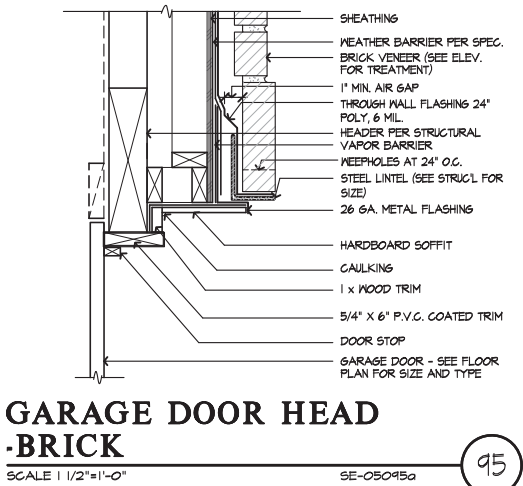 SHEATHING
WEATHER BARRIER PER SPEC.
BRICK VENEER (SEE ELEV.
FOR TREATMENT)
1" MIN. AIR GAP
THROUGH WALL FLASHING 24"
POLY, 6 MIL.
HEADER PER STRUCTURAL
VAPOR BARRIER
WEEPHOLES AT 24" O.C.
STEEL LINTEL (SEE STRUC'L FOR
SIZE)
26 GA. METAL FLASHING
HARDBOARD SOFFIT
CAULKING
1 x WOOD TRIM
5/4" X 6" P.V.C. COATED TRIM
DOOR STOP
GARAGE DOOR - SEE FLOOR
PLAN FOR SIZE AND TYPE
GARAGE DOOR HEAD
-BRICK
SCALE 1 1/2"=1'-0"
SE-05095a
95